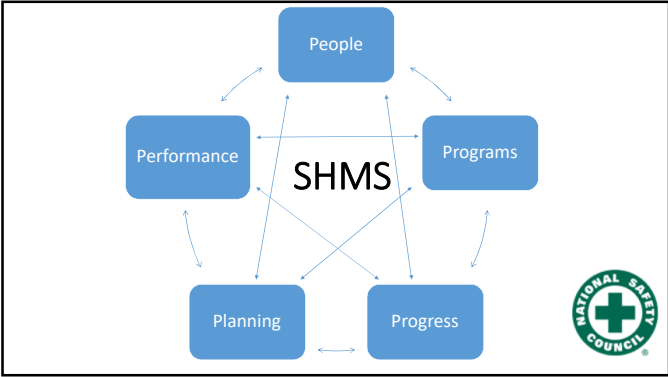 People
Performance
Programs
SHMS
Planning
Progress
NATIONAL SAFETY
COUNCIL
®